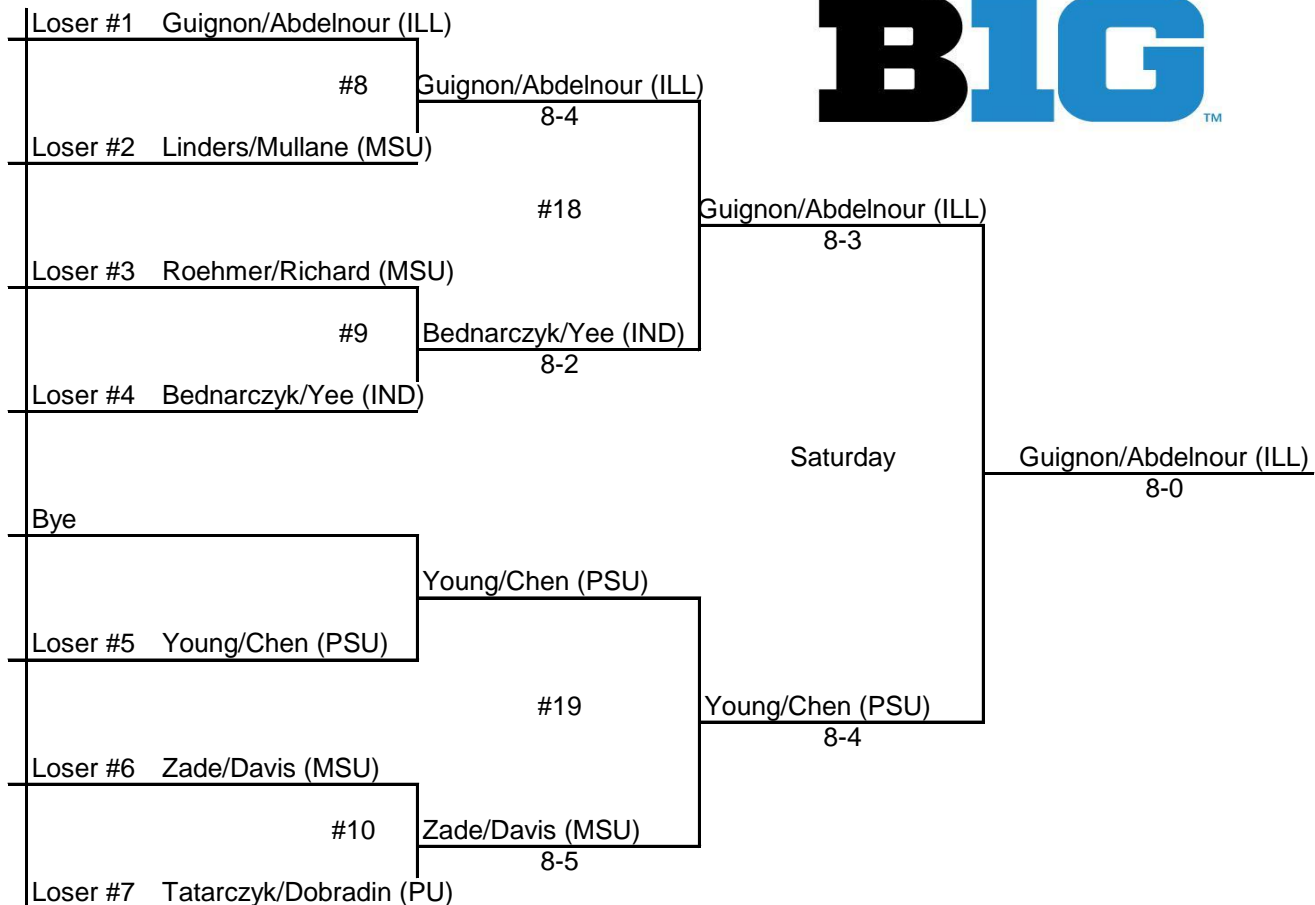 Loser #1 Guignon/Abdelnour (ILL)
B1G
TM
#8 Guignon/Abdelnour (ILL)
8-4
Loser #2 Linders/Mullane (MSU)
#18 Guignon/Abdelnour (ILL)
8-3
Loser #3 Roehmer/Richard (MSU)
#9 Bednarczyk/Yee (IND)
8-2
Loser #4 Bednarczyk/Yee (IND)
Saturday Guignon/Abdelnour (ILL)
8-0
Bye
Young/Chen (PSU)
Loser #5 Young/Chen (PSU)
#19 Young/Chen (PSU)
8-4
Loser #6 Zade/Davis (MSU)
#10 Zade/Davis (MSU)
8-5
Loser #7 Tatarczyk/Dobradin (PU)